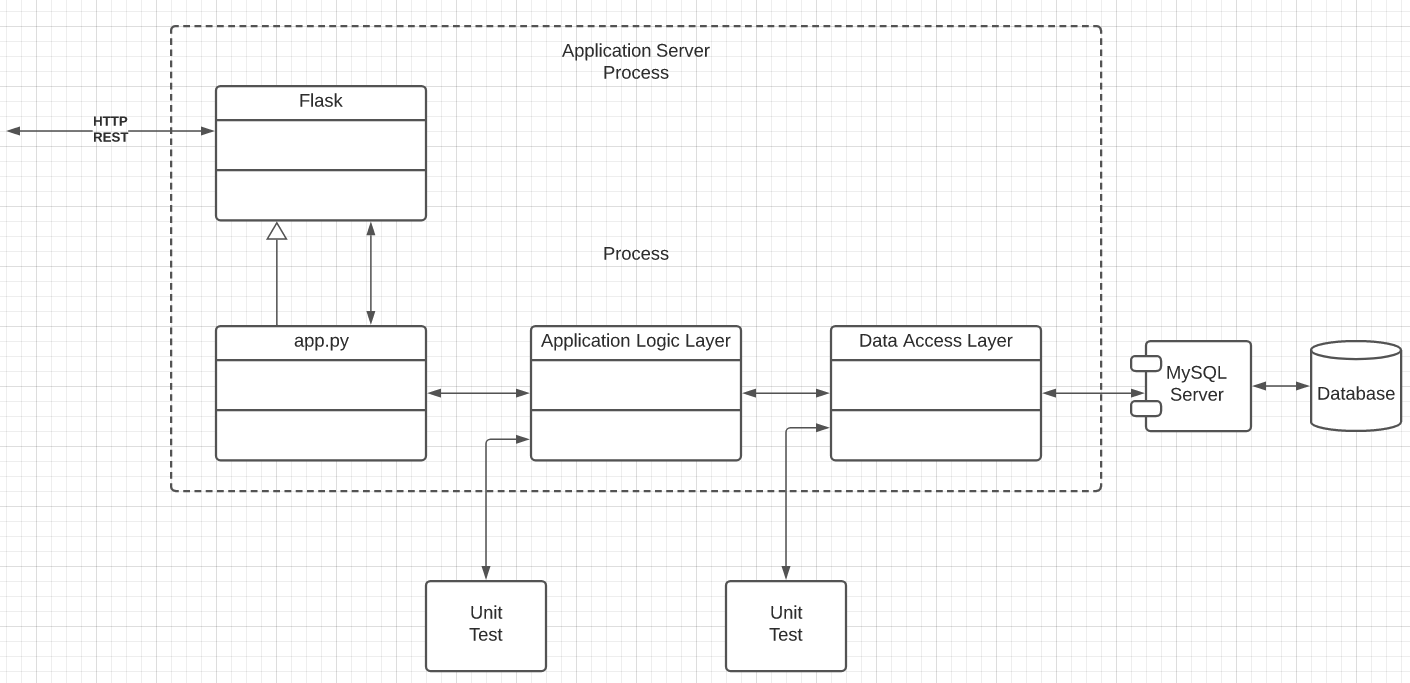 Application Server
Process
Flask
HTTP
REST
Process
app.py
Application Logic Layer
Data Access Layer
MySQL
Server
Database
Unit
Test
Unit
Test